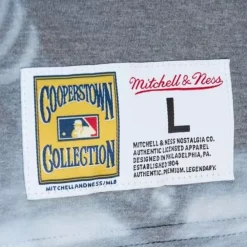 COOPERSTOWN
COLLECTION
MITCHELLANDNESS/MLB
Mitchell & Ness
L
MITCHELL & NESS NOSTALGIA CO.
AUTHENTIC LICENSED APPAREL
DESIGNED IN PHILADELPHIA, PA.
ESTABLISHED 1904
AUTHENTIC. PREMIUM.